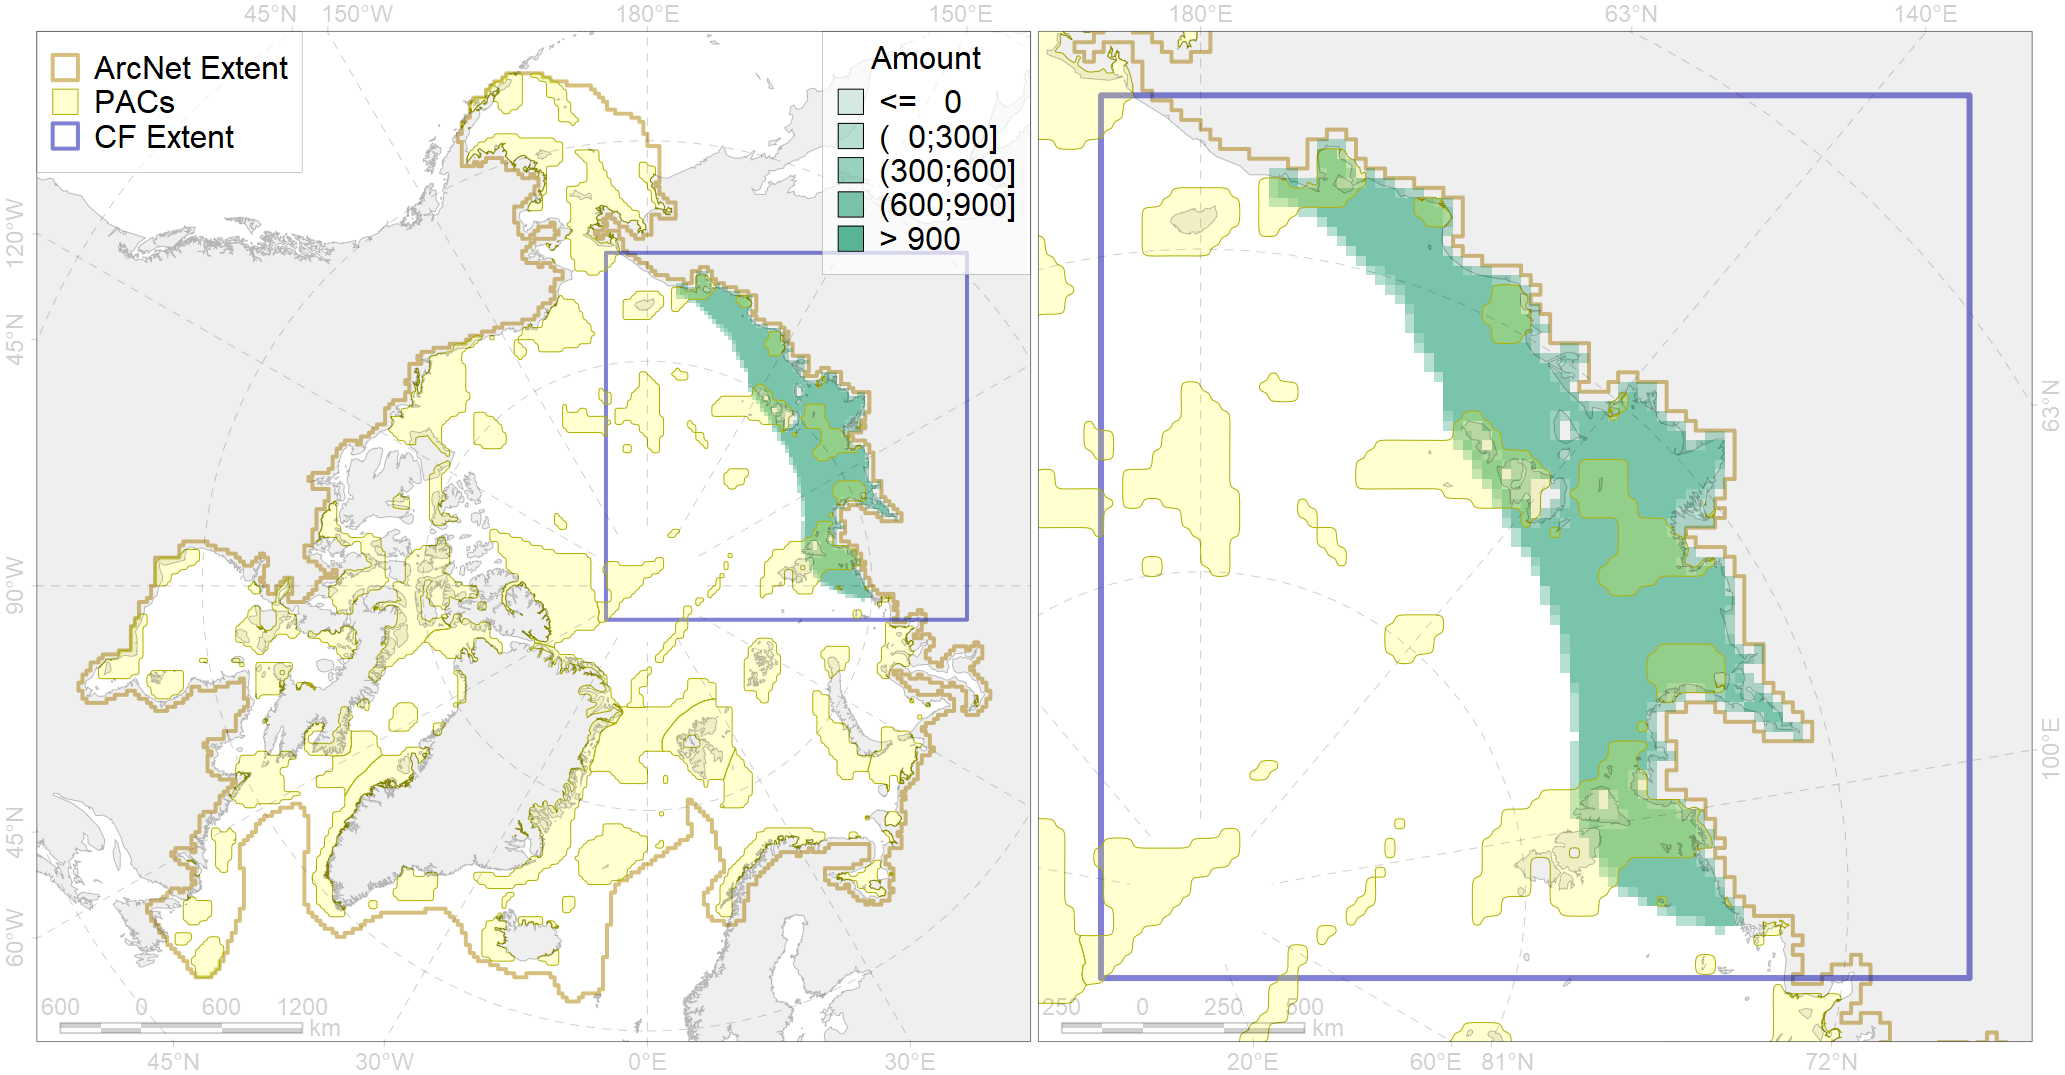 45°N 150°W 180°E 150°E 180°E 63°N 140°E
ArcNet Extent
PACs
CF Extent
Amount
<= 0
( 0;300]
(300;600]
(600;900]
> 900
120°W
45°N
90°W
45°N
60°W
63°N
100°E
600 0 600 1200
km
250 0 250 500
km
45°W 30°W 0°E 30°E 20°E 60°E 81°N 72°N